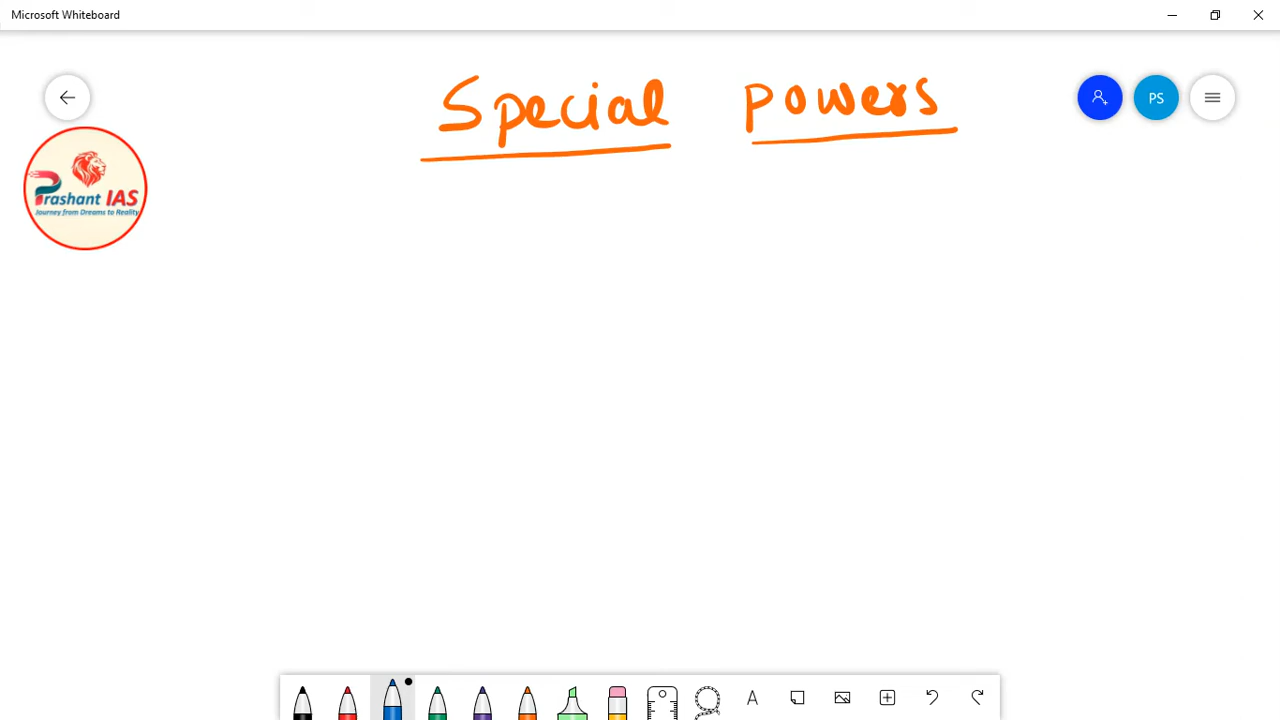 Microsoft Whiteboard
Special powers
PS
Prashant IAS
Journey from Dreams to Reality
A